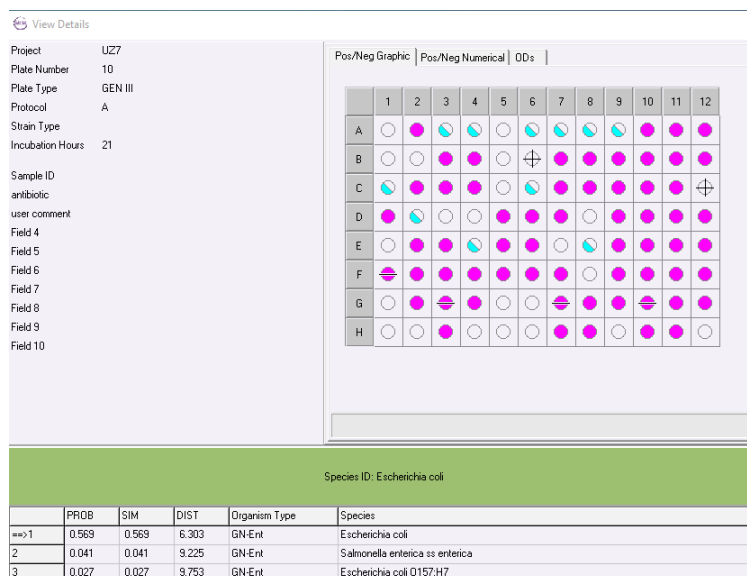 View Details
Project UZ7
Plate Number 10
Plate Type GEN III
Protocol A
Strain Type
Incubation Hours 21
Sample ID
antibiotic
user comment
Field 4
Field 5
Field 6
Field 7
Field 8
Field 9
Field 10
Pos/Neg Graphic Pos/Neg Numerical ODs
1 2 3 4 5 6 7 8 9 10 11 12
A
B
C
D
E
F
G
H
Species ID: Escherichia coli
PROB SIM DIST Organism Type Species
==>1 0.569 0.569 6.303 GN-Ent Escherichia coli
2 0.041 0.041 9.225 GN-Ent Salmonella enterica ss enterica
3 0.027 0.027 9.753 GN-Ent Escherichia coli O157:H7